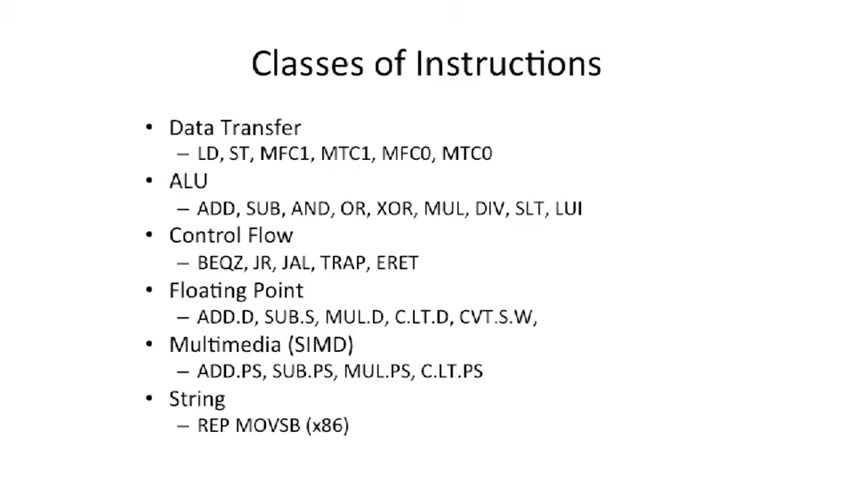 Classes of Instructions
• Data Transfer
– LD, ST, MFC1, MTC1, MFC0, MTC0
• ALU
– ADD, SUB, AND, OR, XOR, MUL, DIV, SLT, LUI
• Control Flow
– BEQZ, JR, JAL, TRAP, ERET
• Floating Point
– ADD.D, SUB.S, MUL.D, C.LT.D, CVT.S.W,
• Multimedia (SIMD)
– ADD.PS, SUB.PS, MUL.PS, C.LT.PS
• String
– REP MOVSB (x86)